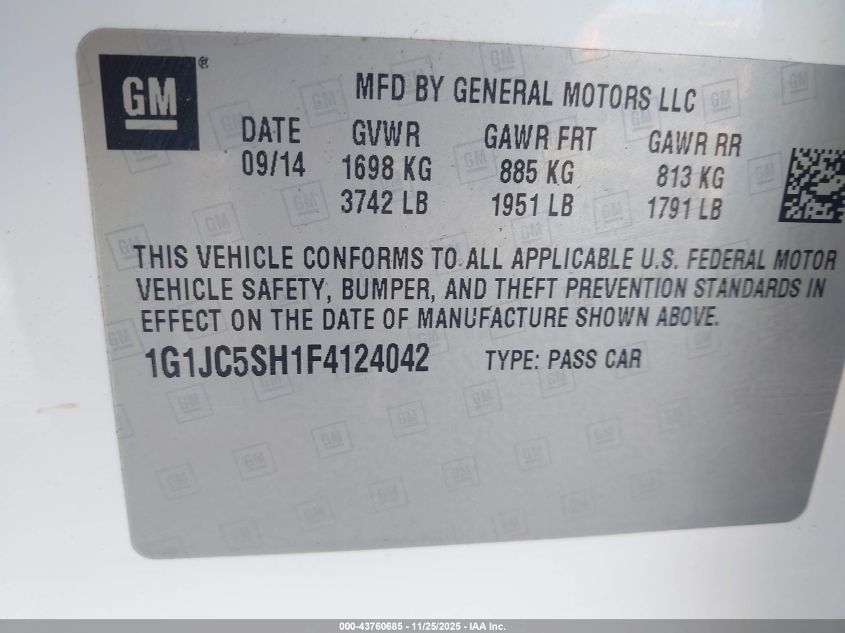 GM ®
MFD BY GENERAL MOTORS LLC
DATE GVWR GAWR FRT GAWR RR
09/14 1698 KG 885 KG 813 KG
3742 LB 1951 LB 1791 LB
THIS VEHICLE CONFORMS TO ALL APPLICABLE U.S. FEDERAL MOTOR
VEHICLE SAFETY, BUMPER, AND THEFT PREVENTION STANDARDS IN
EFFECT ON THE DATE OF MANUFACTURE SHOWN ABOVE.
1G1JC5SH1F4124042 TYPE: PASS CAR
000-43760685 - 11/25/2025 - IAA Inc.